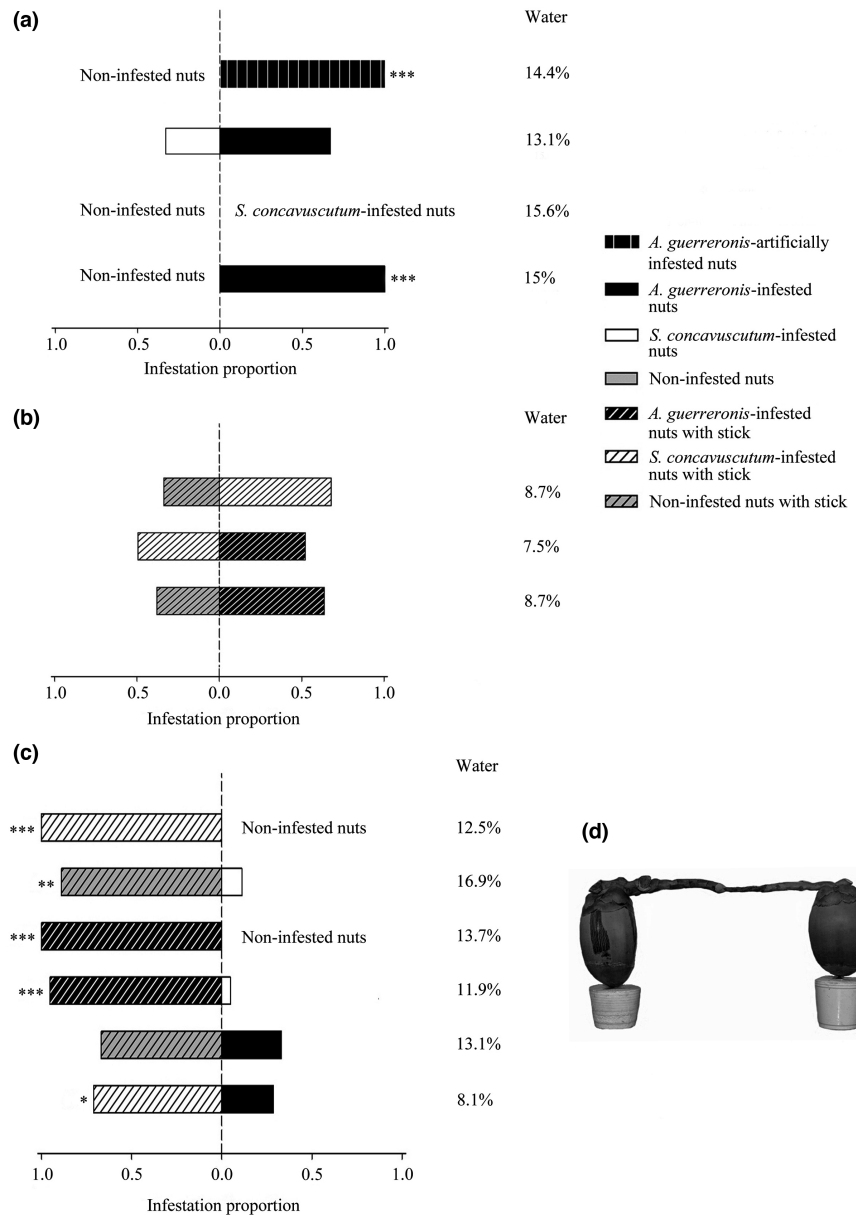 (a)
Water
Non-infested nuts *** 14.4%
13.1%
Non-infested nuts S. concavuscutum-infested nuts 15.6%
Non-infested nuts *** 15%
1.0 0.5 0.0 0.5 1.0
Infestation proportion
A. guerreronis-artificially
infested nuts
A. guerreronis-infested
nuts
S. concavuscutum-infested
nuts
Non-infested nuts
A. guerreronis-infested
nuts with stick
S. concavuscutum-infested
nuts with stick
Non-infested nuts with stick
(b)
Water
8.7%
7.5%
8.7%
1.0 0.5 0.0 0.5 1.0
Infestation proportion
(c)
Water
*** Non-infested nuts 12.5%
** 16.9%
*** Non-infested nuts 13.7%
*** 11.9%
13.1%
* 8.1%
1.0 0.5 0.0 0.5 1.0
Infestation proportion
(d)